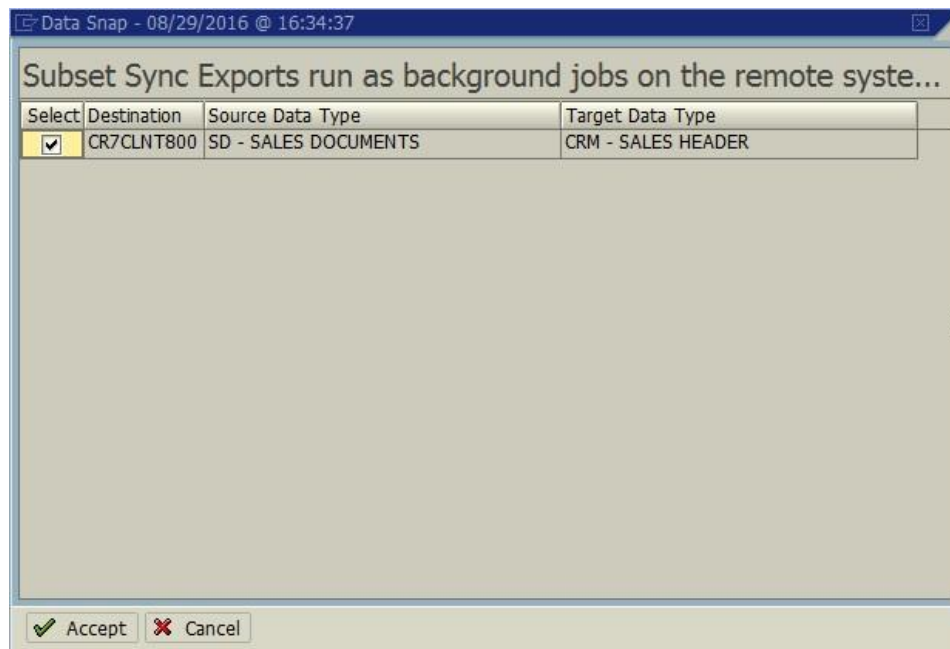 Data Snap - 08/29/2016 @ 16:34:37
Subset Sync Exports run as background jobs on the remote syste...
Select Destination Source Data Type Target Data Type
CR7CLNT800 SD - SALES DOCUMENTS CRM - SALES HEADER
Accept Cancel